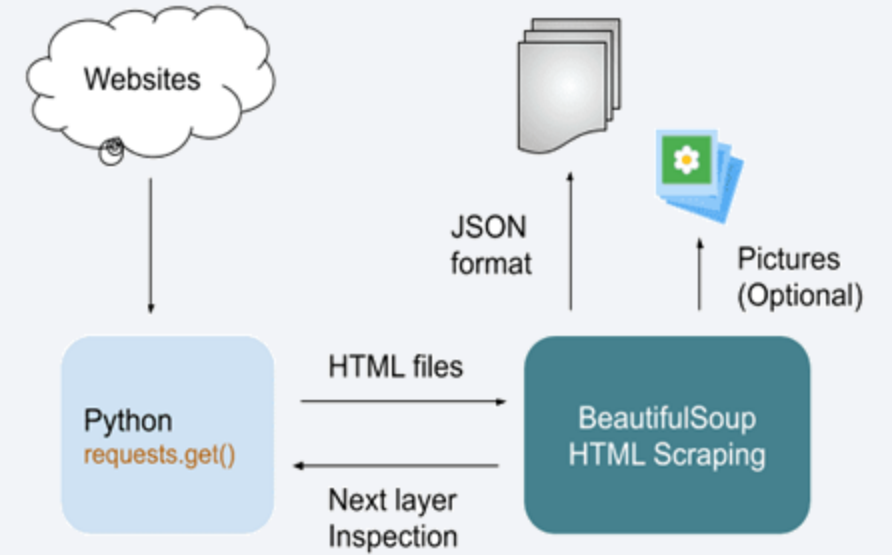 Websites
JSON
format
Pictures
(Optional)
HTML files
Python
requests.get()
BeautifulSoup
HTML Scraping
Next layer
Inspection